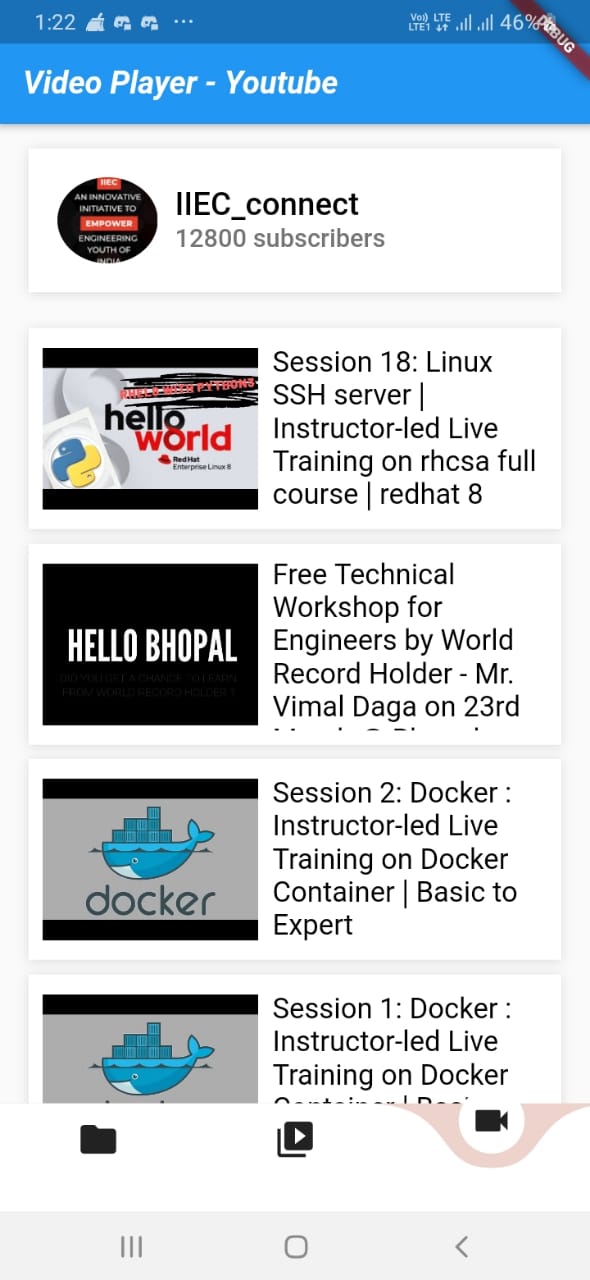 1:22
Vo) LTE
LTE1
46%
DEBUG
Video Player - Youtube
IIEC
AN INNOVATIVE
INITIATIVE TO
EMPOWER
ENGINEERING
YOUTH OF
INDIA
IIEC_connect
12800 subscribers
RHEL8 WITH PYTHON3
hello
world
Red Hat
Enterprise Linux 8
Session 18: Linux
SSH server |
Instructor-led Live
Training on rhcsa full
course | redhat 8
HELLO BHOPAL
DID YOU GET A CHANCE TO LEARN
FROM WORLD RECORD HOLDER ?
Free Technical
Workshop for
Engineers by World
Record Holder - Mr.
Vimal Daga on 23rd
docker
Session 2: Docker :
Instructor-led Live
Training on Docker
Container | Basic to
Expert
Session 1: Docker :
Instructor-led Live
Training on Docker